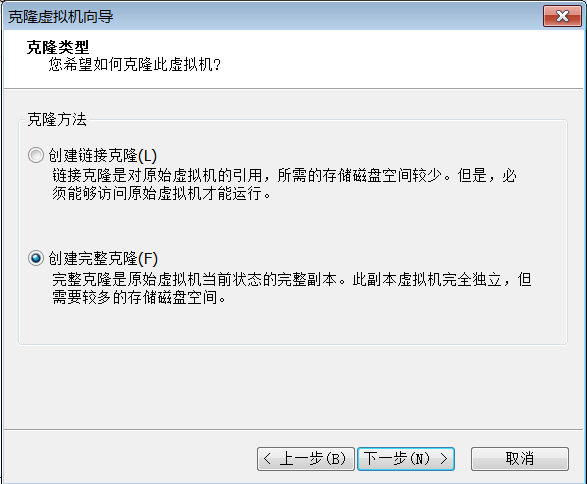 克隆虚拟机向导
克隆类型
您希望如何克隆此虚拟机?
克隆方法
创建链接克隆(L)
链接克隆是对原始虚拟机的引用，所需的存储磁盘空间较少。但是，必
须能够访问原始虚拟机才能运行。
创建完整克隆(F)
完整克隆是原始虚拟机当前状态的完整副本。此副本虚拟机完全独立，但
需要较多的存储磁盘空间。
< 上一步(B) 下一步(N) > 取消